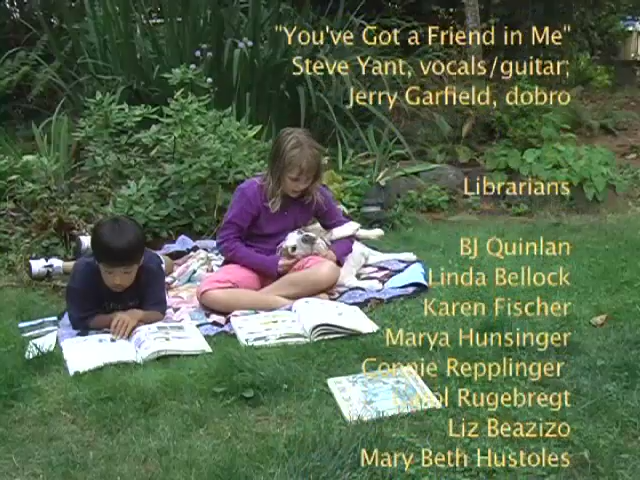 "You've Got a Friend in Me"
Steve Yant, vocals/guitar;
Jerry Garfield, dobro
Librarians
BJ Quinlan
Linda Bellock
Karen Fischer
Marya Hunsinger
Connie Repplinger
Carol Rugebregt
Liz Beazizo
Mary Beth Hustoles